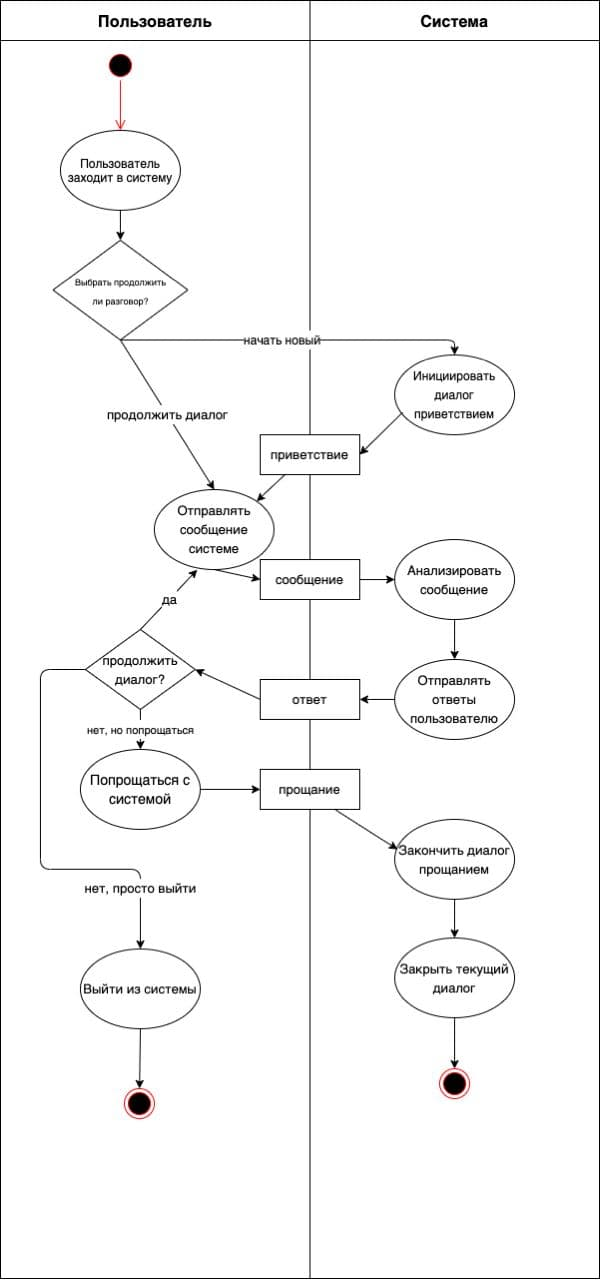 Пользователь
Система
Пользователь
заходит в систему
Выбрать продолжить
ли разговор?
начать новый
Инициировать
диалог
приветствием
продолжить диалог
приветствие
Отправлять
сообщение
системе
сообщение
Анализировать
сообщение
да
продолжить
диалог?
ответ
Отправлять
ответы
пользователю
нет, но попрощаться
Попрощаться с
системой
прощание
Закончить диалог
прощанием
нет, просто выйти
Выйти из системы
Закрыть текущий
диалог